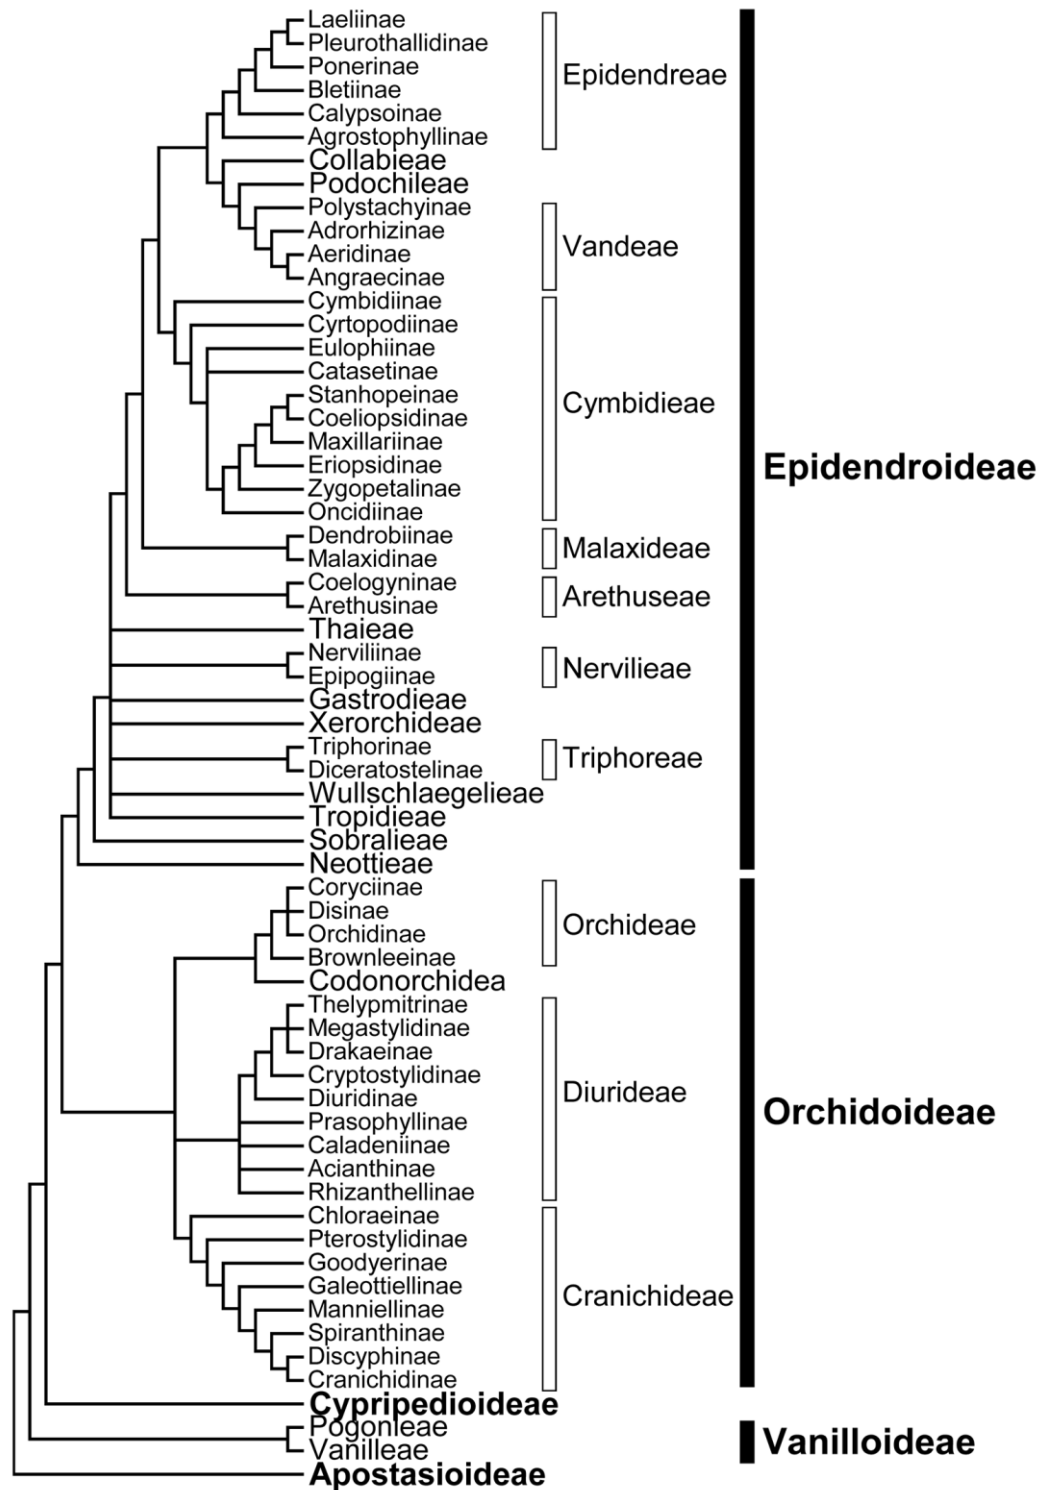 Laeliinae
Pleurothallidinae
Ponerinae
Bletiinae
Calypsoinae
Agrostophyllinae
Epidendreae
Collabieae
Podochileae
Polystachyinae
Adrorhizinae
Aeridinae
Angraecinae
Vandeae
Cymbidiinae
Cyrtopodiinae
Eulophiinae
Catasetinae
Stanhopeinae
Coeliopsidinae
Maxillariinae
Eriopsidinae
Zygopetalinae
Oncidiinae
Cymbidieae
Dendrobiinae
Malaxidinae
Malaxideae
Coelogyninae
Arethusinae
Arethuseae
Thaieae
Nerviliinae
Epipogiinae
Nervilieae
Gastrodieae
Xerorchideae
Triphorinae
Diceratostelinae
Triphoreae
Wullschlaegelieae
Tropidieae
Sobralieae
Neottieae
Epidendroideae
Coryciinae
Disinae
Orchidinae
Brownleeinae
Orchideae
Codonorchidea
Thelypmitrinae
Megastylidinae
Drakaeinae
Cryptostylidinae
Diuridinae
Prasophyllinae
Caladeniinae
Acianthinae
Rhizanthellinae
Diurideae
Chloraeinae
Pterostylidinae
Goodyerinae
Galeottiellinae
Manniellinae
Spiranthinae
Discyphinae
Cranichidinae
Cranichideae
Orchidoideae
Cypripedioideae
Pogonieae
Vanilleae
Vanilloideae
Apostasioideae